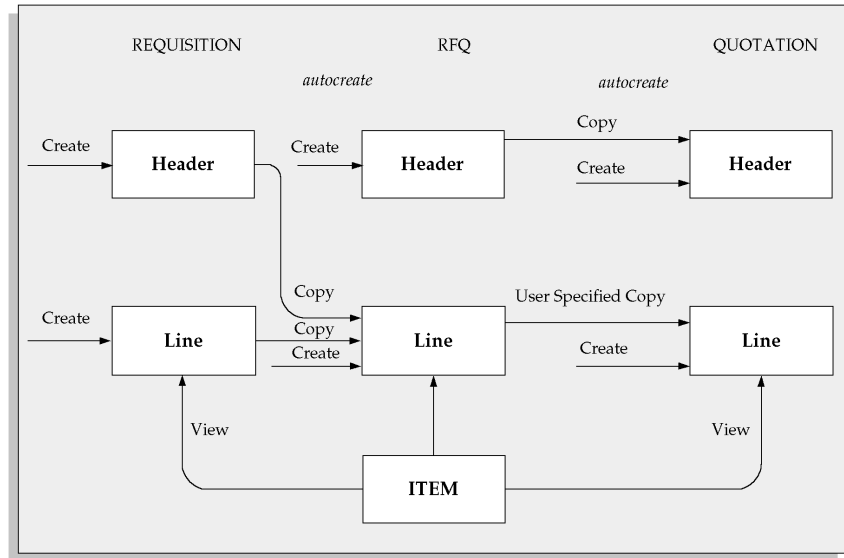 REQUISITION RFQ QUOTATION
autocreate autocreate
Copy
Create Header Create Header Create Header
Copy User Specified Copy
Create Line Copy Line Create Line
Create
View View
ITEM